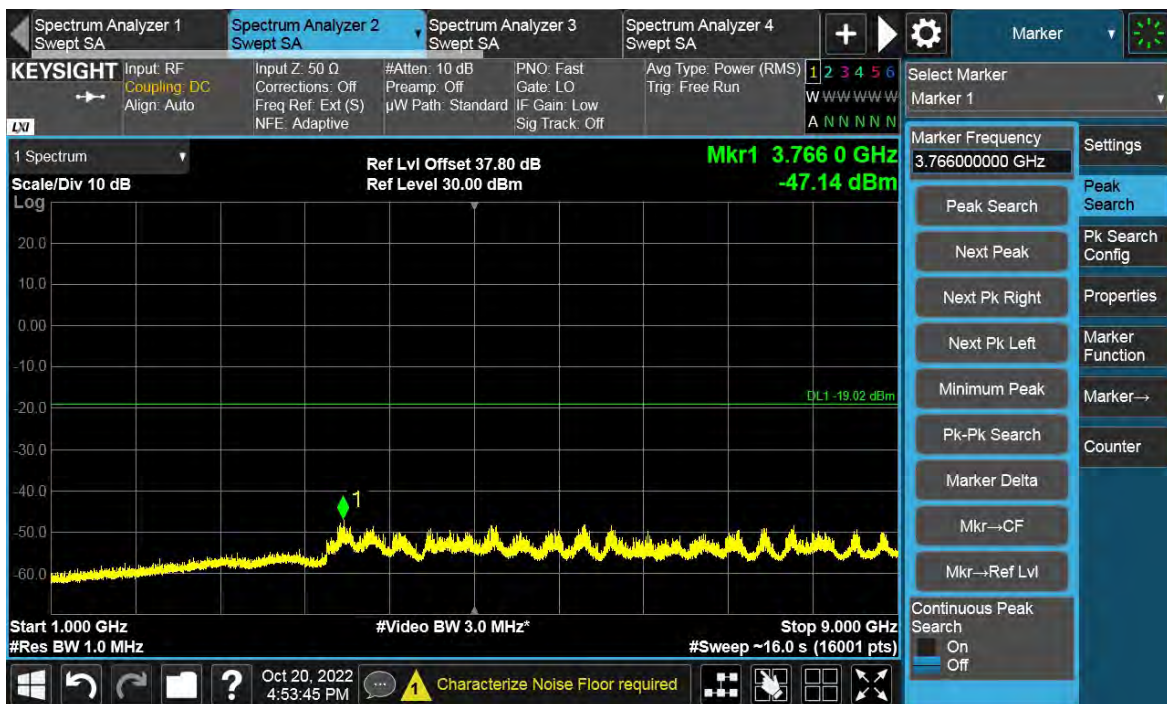 Spectrum Analyzer 1
Swept SA
Spectrum Analyzer 2
Swept SA
Spectrum Analyzer 3
Swept SA
Spectrum Analyzer 4
Swept SA
+
Marker
KEYSIGHT
LXI
Input: RF
Coupling: DC
Align: Auto
Input Z: 50 Ω
Corrections: Off
Freq Ref: Ext (S)
NFE: Adaptive
#Atten: 10 dB
Preamp: Off
µW Path: Standard
PNO: Fast
Gate: LO
IF Gain: Low
Sig Track: Off
Avg Type: Power (RMS)
Trig: Free Run
1 2 3 4 5 6
W W W W W W
A N N N N N
Select Marker
Marker 1
1 Spectrum
Scale/Div 10 dB
Log
Ref Lvl Offset 37.80 dB
Ref Level 30.00 dBm
Mkr1 3.766 0 GHz
-47.14 dBm
20.0
10.0
0.00
-10.0
-20.0
-30.0
-40.0
-50.0
-60.0
DL1 -19.02 dBm
1
Start 1.000 GHz
#Res BW 1.0 MHz
#Video BW 3.0 MHz*
Stop 9.000 GHz
#Sweep ~16.0 s (16001 pts)
Marker Frequency
3.766000000 GHz
Peak Search
Next Peak
Next Pk Right
Next Pk Left
Minimum Peak
Pk-Pk Search
Marker Delta
Mkr→CF
Mkr→Ref Lvl
Continuous Peak
Search
On
Off
Settings
Peak
Search
Pk Search
Config
Properties
Marker
Function
Marker→
Counter
?
Oct 20, 2022
4:53:45 PM
1
Characterize Noise Floor required